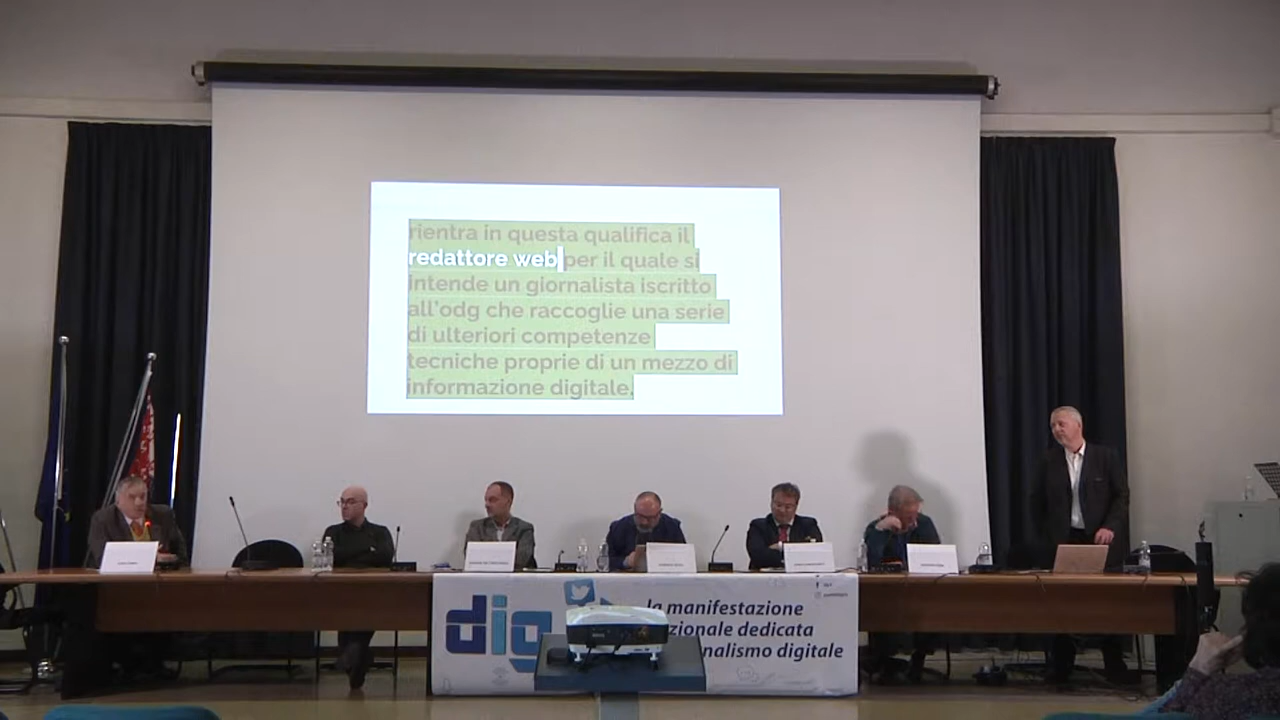 rientra in questa qualifica il
redattore web per il quale si
intende un giornalista iscritto
all'odg che raccoglie una serie
di ulteriori competenze
tecniche proprie di un mezzo di
informazione digitale.
dig
la manifestazione
zionale dedicata
nalismo digitale